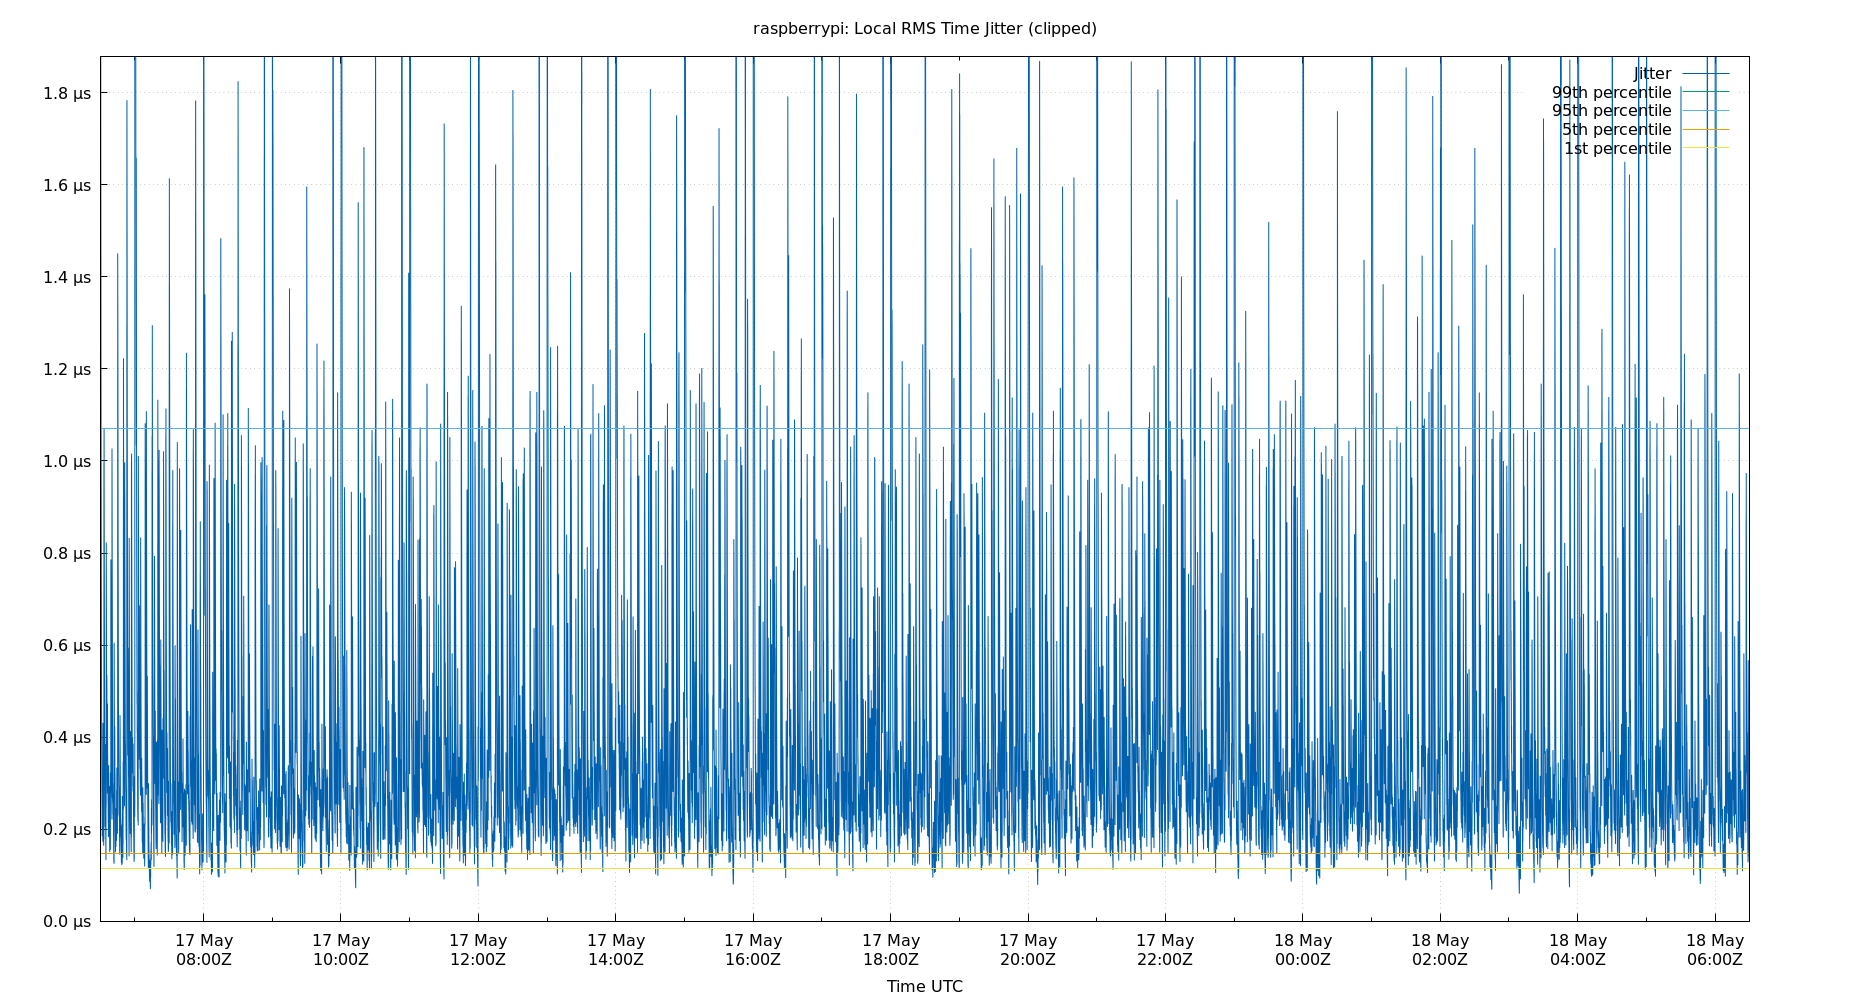 raspberrypi: Local RMS Time Jitter (clipped)
Jitter
99th percentile
95th percentile
5th percentile
1st percentile
1.8 µs
1.6 µs
1.4 µs
1.2 µs
1.0 µs
0.8 µs
0.6 µs
0.4 µs
0.2 µs
0.0 µs
17 May 17 May 17 May 17 May 17 May 17 May 17 May 17 May 18 May 18 May 18 May 18 May
08:00Z 10:00Z 12:00Z 14:00Z 16:00Z 18:00Z 20:00Z 22:00Z 00:00Z 02:00Z 04:00Z 06:00Z
Time UTC